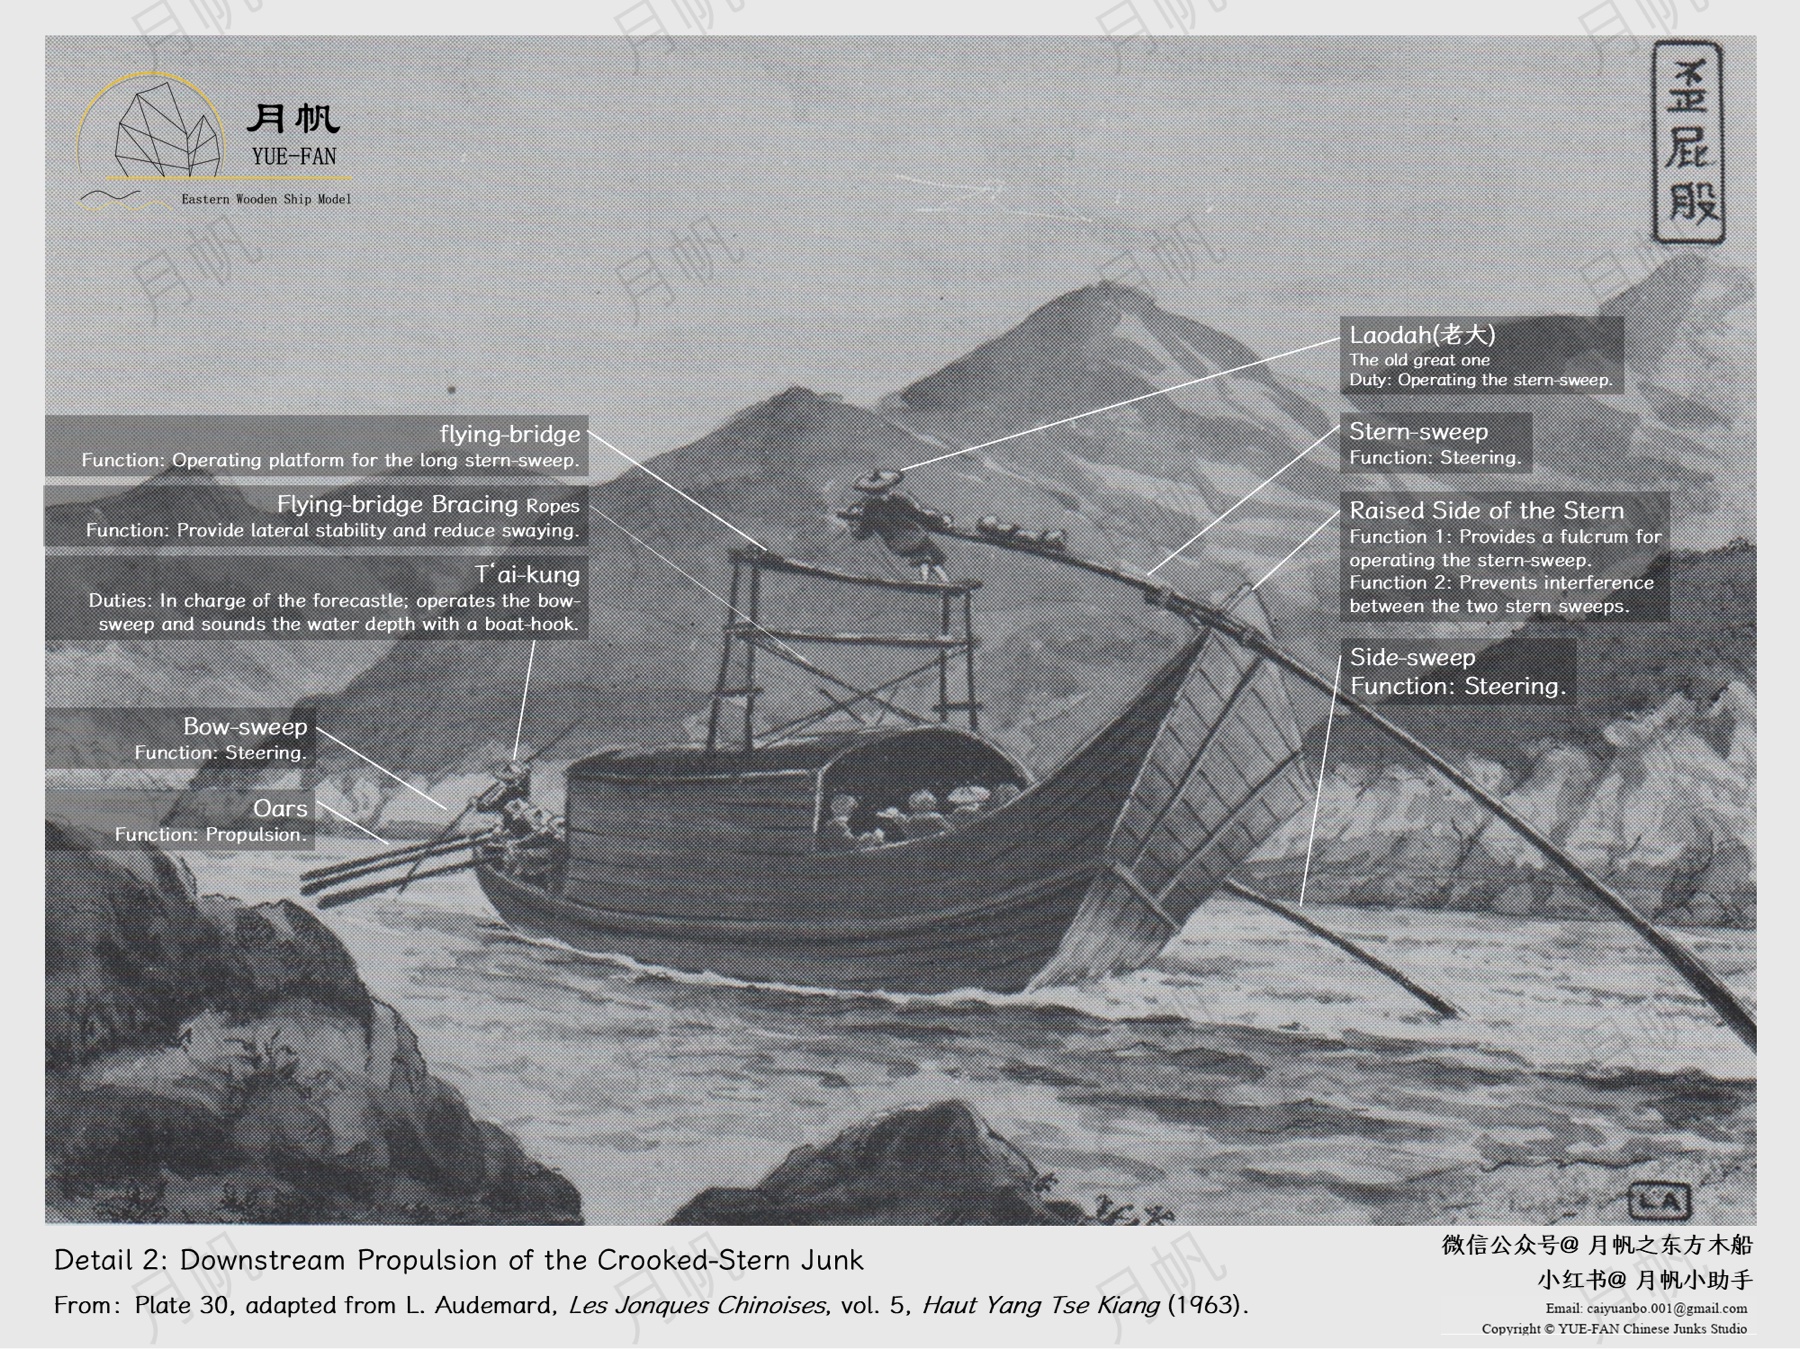 月帆
YUE-FAN
Eastern Wooden Ship Model
歪屁股
Laodah(老大)
The old great one
Duty: Operating the stern-sweep.
flying-bridge
Function: Operating platform for the long stern-sweep.
Stern-sweep
Function: Steering.
Flying-bridge Bracing Ropes
Function: Provide lateral stability and reduce swaying.
Raised Side of the Stern
Function 1: Provides a fulcrum for
operating the stern-sweep.
Function 2: Prevents interference
between the two stern sweeps.
T‘ai-kung
Duties: In charge of the forecastle; operates the bow-
sweep and sounds the water depth with a boat-hook.
Side-sweep
Function: Steering.
Bow-sweep
Function: Steering.
Oars
Function: Propulsion.
LA
Detail 2: Downstream Propulsion of the Crooked-Stern Junk
From: Plate 30, adapted from L. Audemard, Les Jonques Chinoises, vol. 5, Haut Yang Tse Kiang (1963).
微信公众号@ 月帆之东方木船
小红书@ 月帆小助手
Email: caiyuanbo.001@gmail.com
Copyright © YUE-FAN Chinese Junks Studio